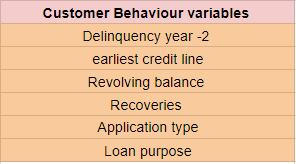 Customer Behaviour variables
Delinquency year -2
earliest credit line
Revolving balance
Recoveries
Application type
Loan purpose